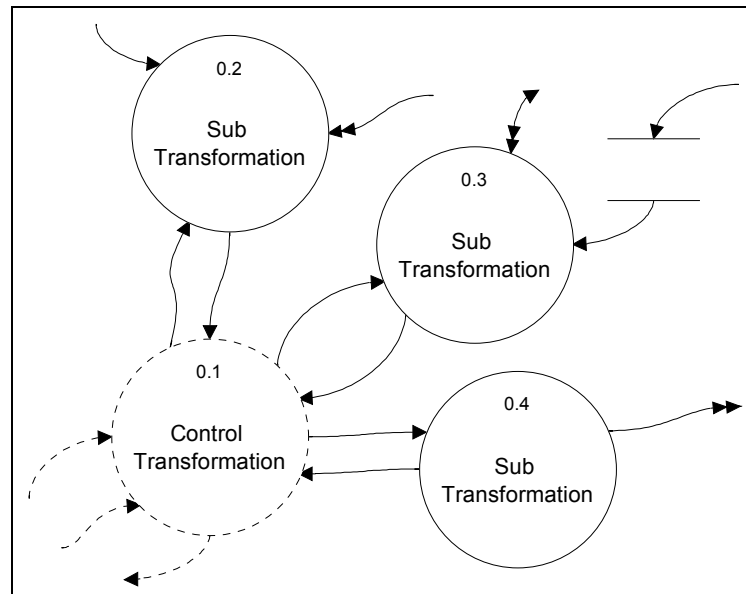 0.2
Sub
Transformation
0.3
Sub
Transformation
0.1
Control
Transformation
0.4
Sub
Transformation